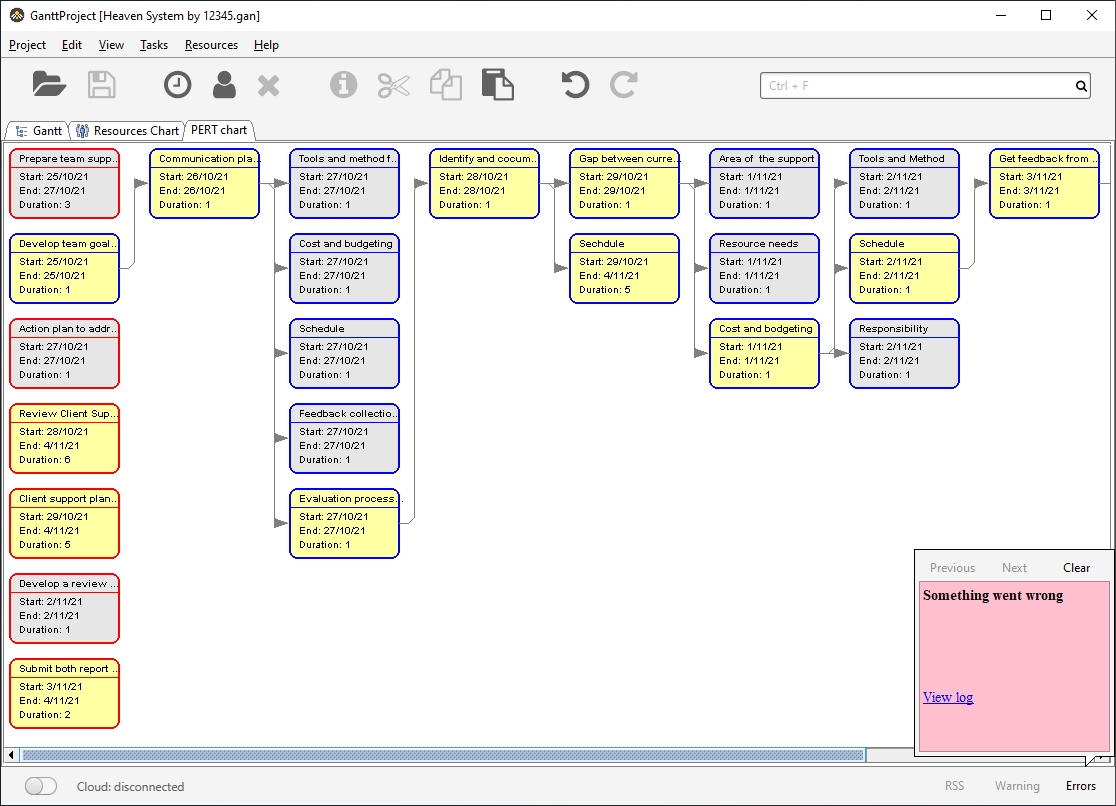 GanttProject [Heaven System by 12345.gan]
Project Edit View Tasks Resources Help
Ctrl + F
Gantt Resources Chart PERT chart
Prepare team supp...
Start: 25/10/21
End: 27/10/21
Duration: 3
Communication pla...
Start: 26/10/21
End: 26/10/21
Duration: 1
Tools and method f...
Start: 27/10/21
End: 27/10/21
Duration: 1
Identify and cocum...
Start: 28/10/21
End: 28/10/21
Duration: 1
Gap between curre...
Start: 29/10/21
End: 29/10/21
Duration: 1
Area of the support
Start: 1/11/21
End: 1/11/21
Duration: 1
Tools and Method
Start: 2/11/21
End: 2/11/21
Duration: 1
Get feedback from ...
Start: 3/11/21
End: 3/11/21
Duration: 1
Develop team goal...
Start: 25/10/21
End: 25/10/21
Duration: 1
Cost and budgeting
Start: 27/10/21
End: 27/10/21
Duration: 1
Sechdule
Start: 29/10/21
End: 4/11/21
Duration: 5
Resource needs
Start: 1/11/21
End: 1/11/21
Duration: 1
Schedule
Start: 2/11/21
End: 2/11/21
Duration: 1
Action plan to addr...
Start: 27/10/21
End: 27/10/21
Duration: 1
Schedule
Start: 27/10/21
End: 27/10/21
Duration: 1
Cost and bodgeting
Start: 1/11/21
End: 1/11/21
Duration: 1
Responsibility
Start: 2/11/21
End: 2/11/21
Duration: 1
Review Client Sup...
Start: 28/10/21
End: 4/11/21
Duration: 6
Feedback collectio...
Start: 27/10/21
End: 27/10/21
Duration: 1
Client support plan...
Start: 29/10/21
End: 4/11/21
Duration: 5
Evaluation process...
Start: 27/10/21
End: 27/10/21
Duration: 1
Develop a review ...
Start: 2/11/21
End: 2/11/21
Duration: 1
Submit both report ...
Start: 3/11/21
End: 4/11/21
Duration: 2
Previous Next Clear
Something went wrong
View log
Cloud: disconnected
RSS Warning Errors